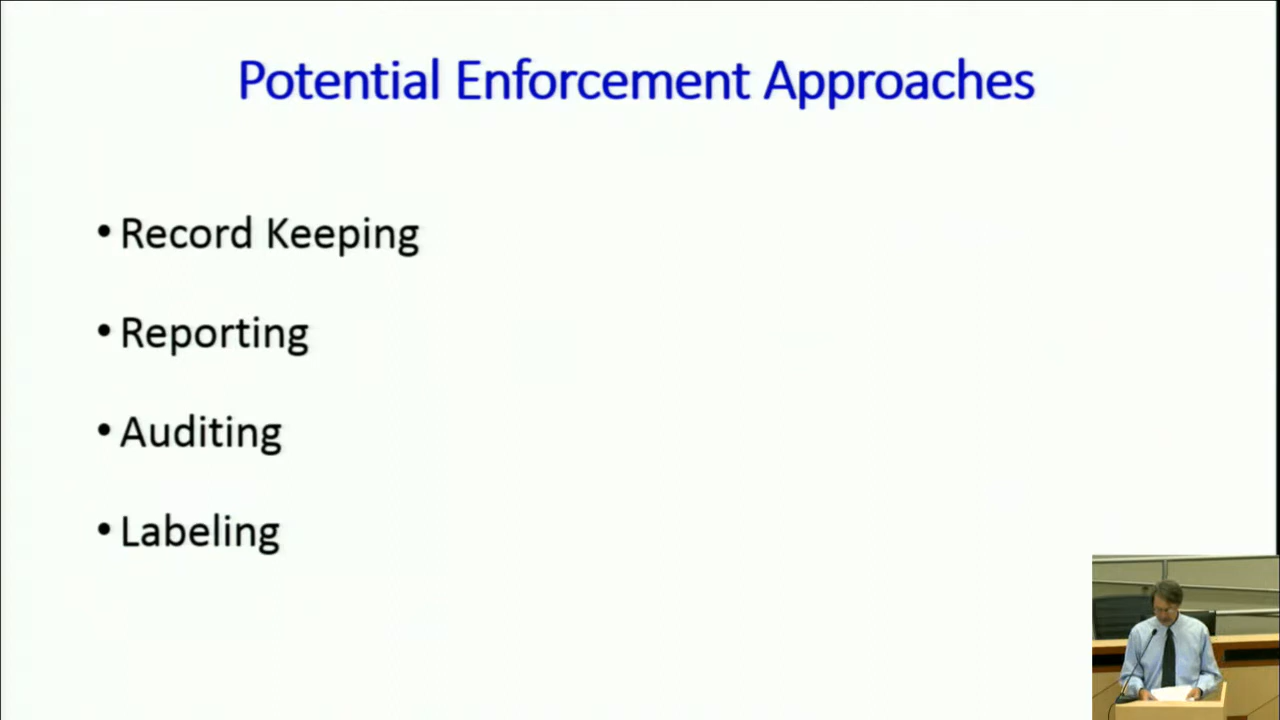 Potential Enforcement Approaches
• Record Keeping
• Reporting
• Auditing
• Labeling